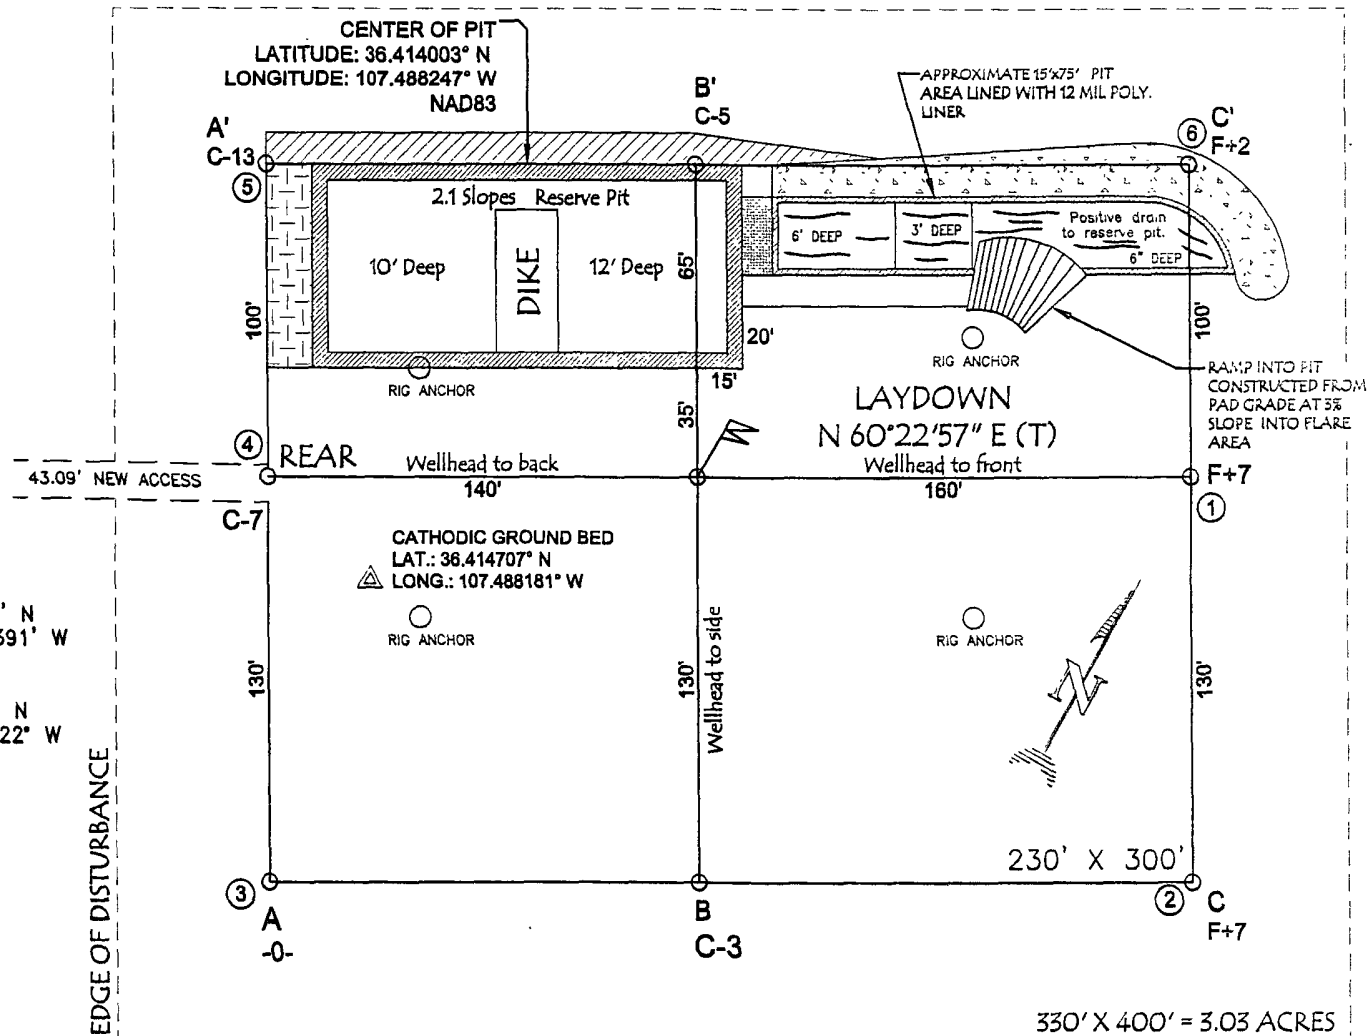 CENTER OF PIT
LATITUDE: 36.414003° N
LONGITUDE: 107.488247° W
NAD83
B'
C-5
APPROXIMATE 15'x75' PIT
AREA LINED WITH 12 MIL POLY.
LINER
A'
C-13
5
6
C'
F+2
2.1 Slopes Reserve Pit
10' Deep
DIKE
12' Deep
65'
6' DEEP
3' DEEP
Positive drain
to reserve pit.
6" DEEP
100'
100'
20'
15'
35'
RIG ANCHOR
RIG ANCHOR
RAMP INTO PIT
CONSTRUCTED FROM
PAD GRADE AT 5%
SLOPE INTO FLARE
AREA
LAYDOWN
N 60°22'57" E (T)
N
4
REAR
Wellhead to back
Wellhead to front
43.09' NEW ACCESS
140'
160'
F+7
1
C-7
CATHODIC GROUND BED
LAT.: 36.414707° N
LONG.: 107.488181° W
RIG ANCHOR
RIG ANCHOR
' N
391' W
N
22° W
130'
130'
Wellhead to side
130'
N
EDGE OF DISTURBANCE
230' X 300'
3
A
-0-
B
C-3
2
C
F+7
330' X 400' = 3.03 ACRES